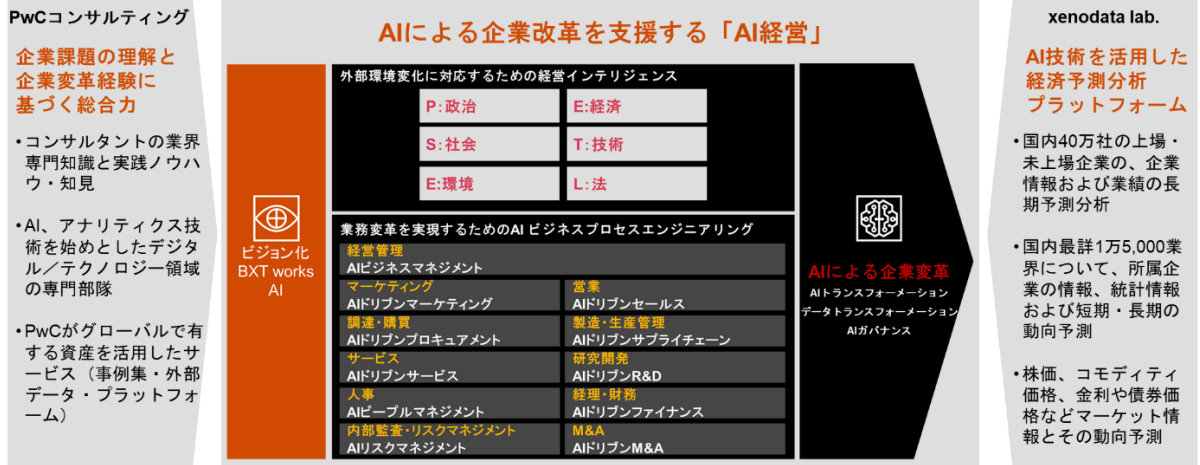 PwCコンサルティング
企業課題の理解と
企業変革経験に
基づく総合力
•コンサルタントの業界
専門知識と実践ノウハ
ウ・知見
•AI、アナリティクス技
術を始めとしたデジタ
ル／テクノロジー領域
の専門部隊
•PwCがグローバルで有
する資産を活用したサ
ービス（事例集・外部
データ・プラットフォ
ーム）
AIによる企業改革を支援する「AI経営」
ビジョン化
BXT works
AI
外部環境変化に対応するための経営インテリジェンス
P：政治
E：経済
S：社会
T：技術
E：環境
L：法
業務変革を実現するためのAI ビジネスプロセスエンジニアリング
経営管理
AIビジネスマネジメント
マーケティング
AIドリブンマーケティング
営業
AIドリブンセールス
調達・購買
AIドリブンプロキュアメント
製造・生産管理
AIドリブンサプライチェーン
サービス
AIドリブンサービス
研究開発
AIドリブンR&D
人事
AIピープルマネジメント
経理・財務
AIドリブンファイナンス
内部監査・リスクマネジメント
AIリスクマネジメント
M&A
AIドリブンM&A
AIによる企業変革
AIトランスフォーメーション
データトランスフォーメーション
AIガバナンス
xenodata lab.
AI技術を活用した
経済予測分析
プラットフォーム
•国内40万社の上場・
未上場企業の、企業
情報および業績の長
期予測分析
•国内最詳1万5,000業
界について、所属企
業の情報、統計情報
および短期・長期の
動向予測
•株価、コモディティ
価格、金利や債券価
格などマーケット情
報とその動向予測